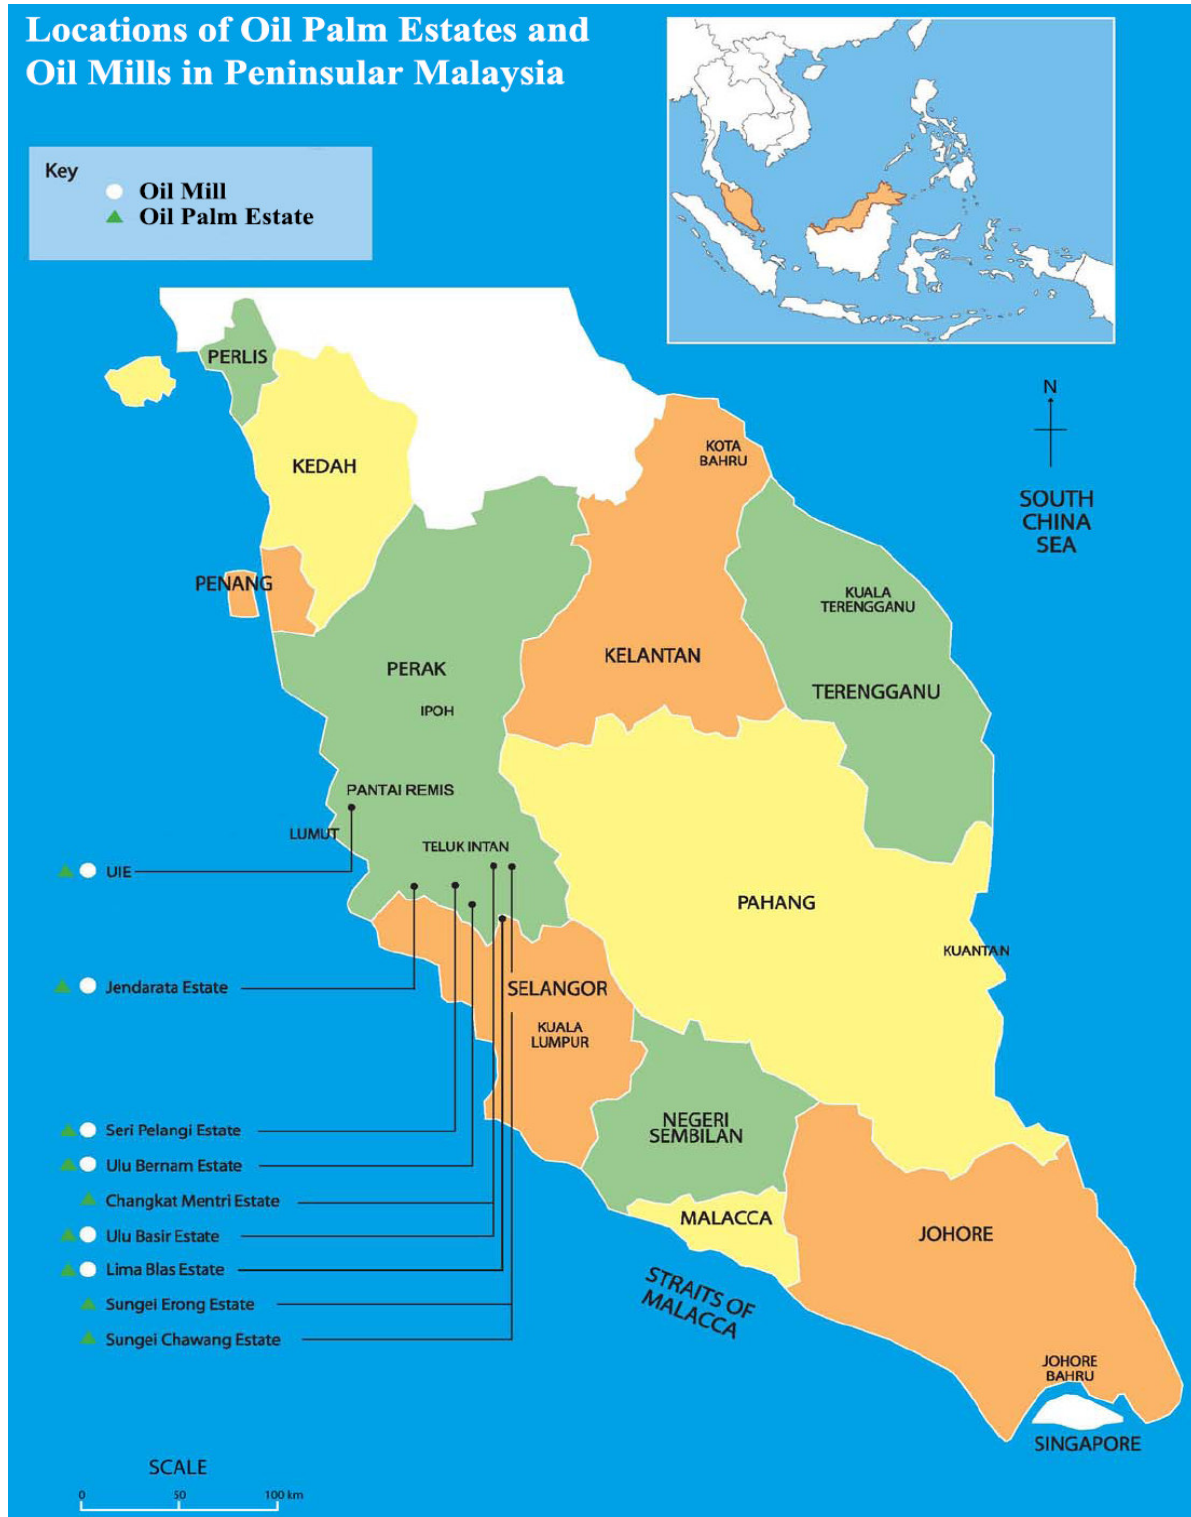 Locations of Oil Palm Estates and
Oil Mills in Peninsular Malaysia
Key
Oil Mill
Oil Palm Estate
N
SOUTH
CHINA
SEA
PERLIS
KEDAH
KOTA
BAHRU
PENANG
KUALA
TERENGGANU
PERAK
KELANTAN
TERENGGANU
IPOH
PANTAI REMIS
LUMUT
TELUK INTAN
UIE
PAHANG
KUANTAN
Jendarata Estate
SELANGOR
KUALA
LUMPUR
Seri Pelangi Estate
NEGERI
SEMBILAN
Ulu Bernam Estate
Changkat Mentri Estate
MALACCA
Ulu Basir Estate
JOHORE
Lima Blas Estate
STRAITS OF
MALACCA
Sungei Erong Estate
Sungei Chawang Estate
JOHORE
BAHRU
SINGAPORE
SCALE
0 50 100 km